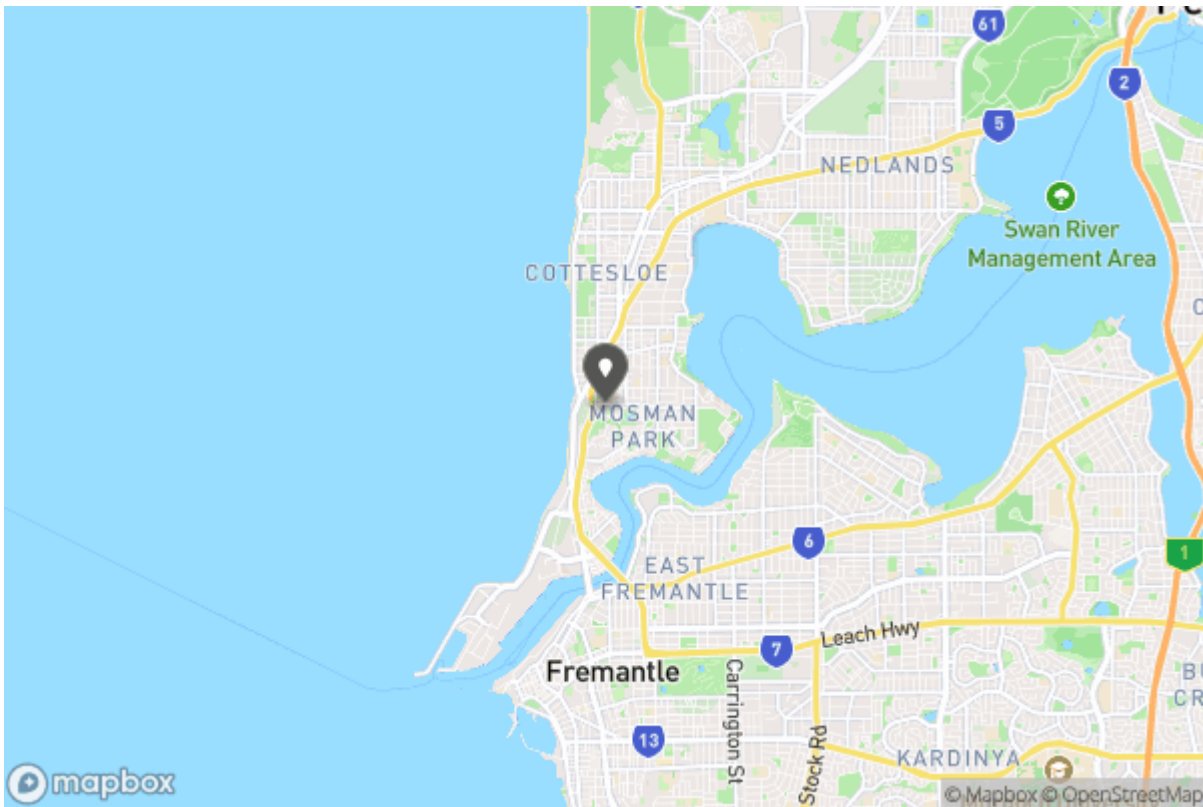 61
2
5
NEDLANDS
Swan River
Management Area
COTTESLOE
MOSMAN
PARK
6
1
EAST
FREMANTLE
Leach Hwy
7
Fremantle
Carrington St
Stock Rd
13
KARDINYA
mapbox
© Mapbox © OpenStreetMap